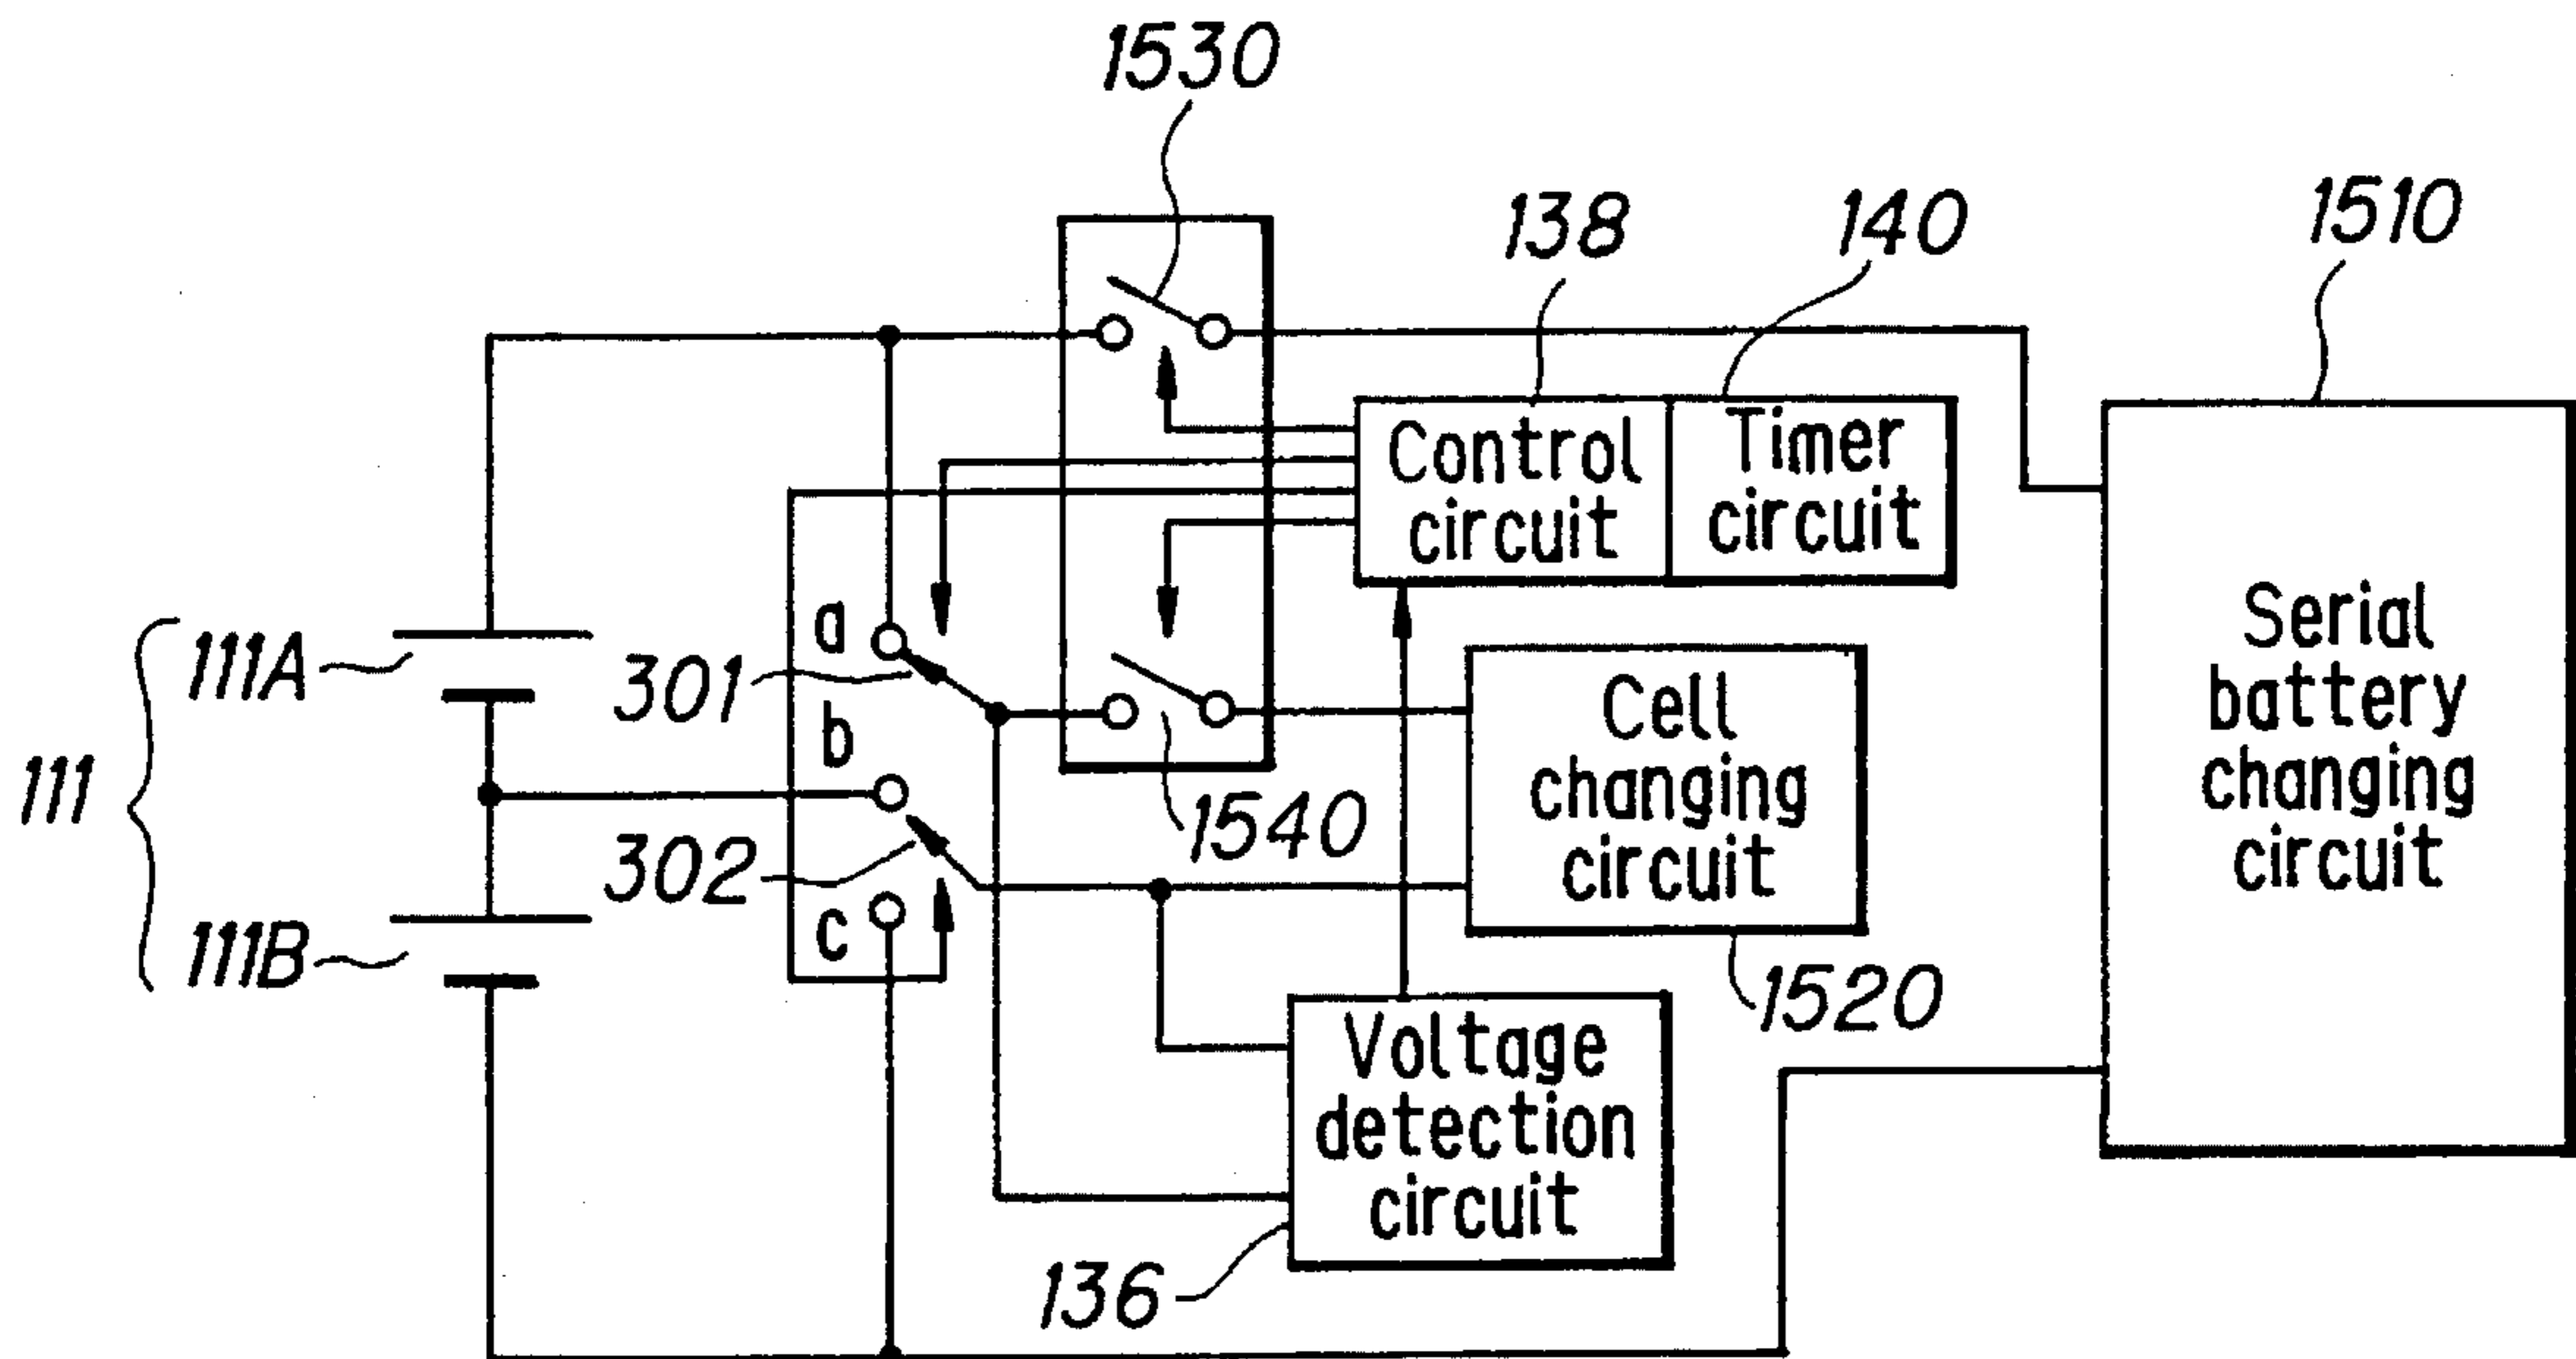 1530
138
140
1510
Control
circuit
Timer
circuit
Serial
battery
changing
circuit
111
111A
111B
a
301
b
302
c
1540
Cell
changing
circuit
1520
Voltage
detection
circuit
136